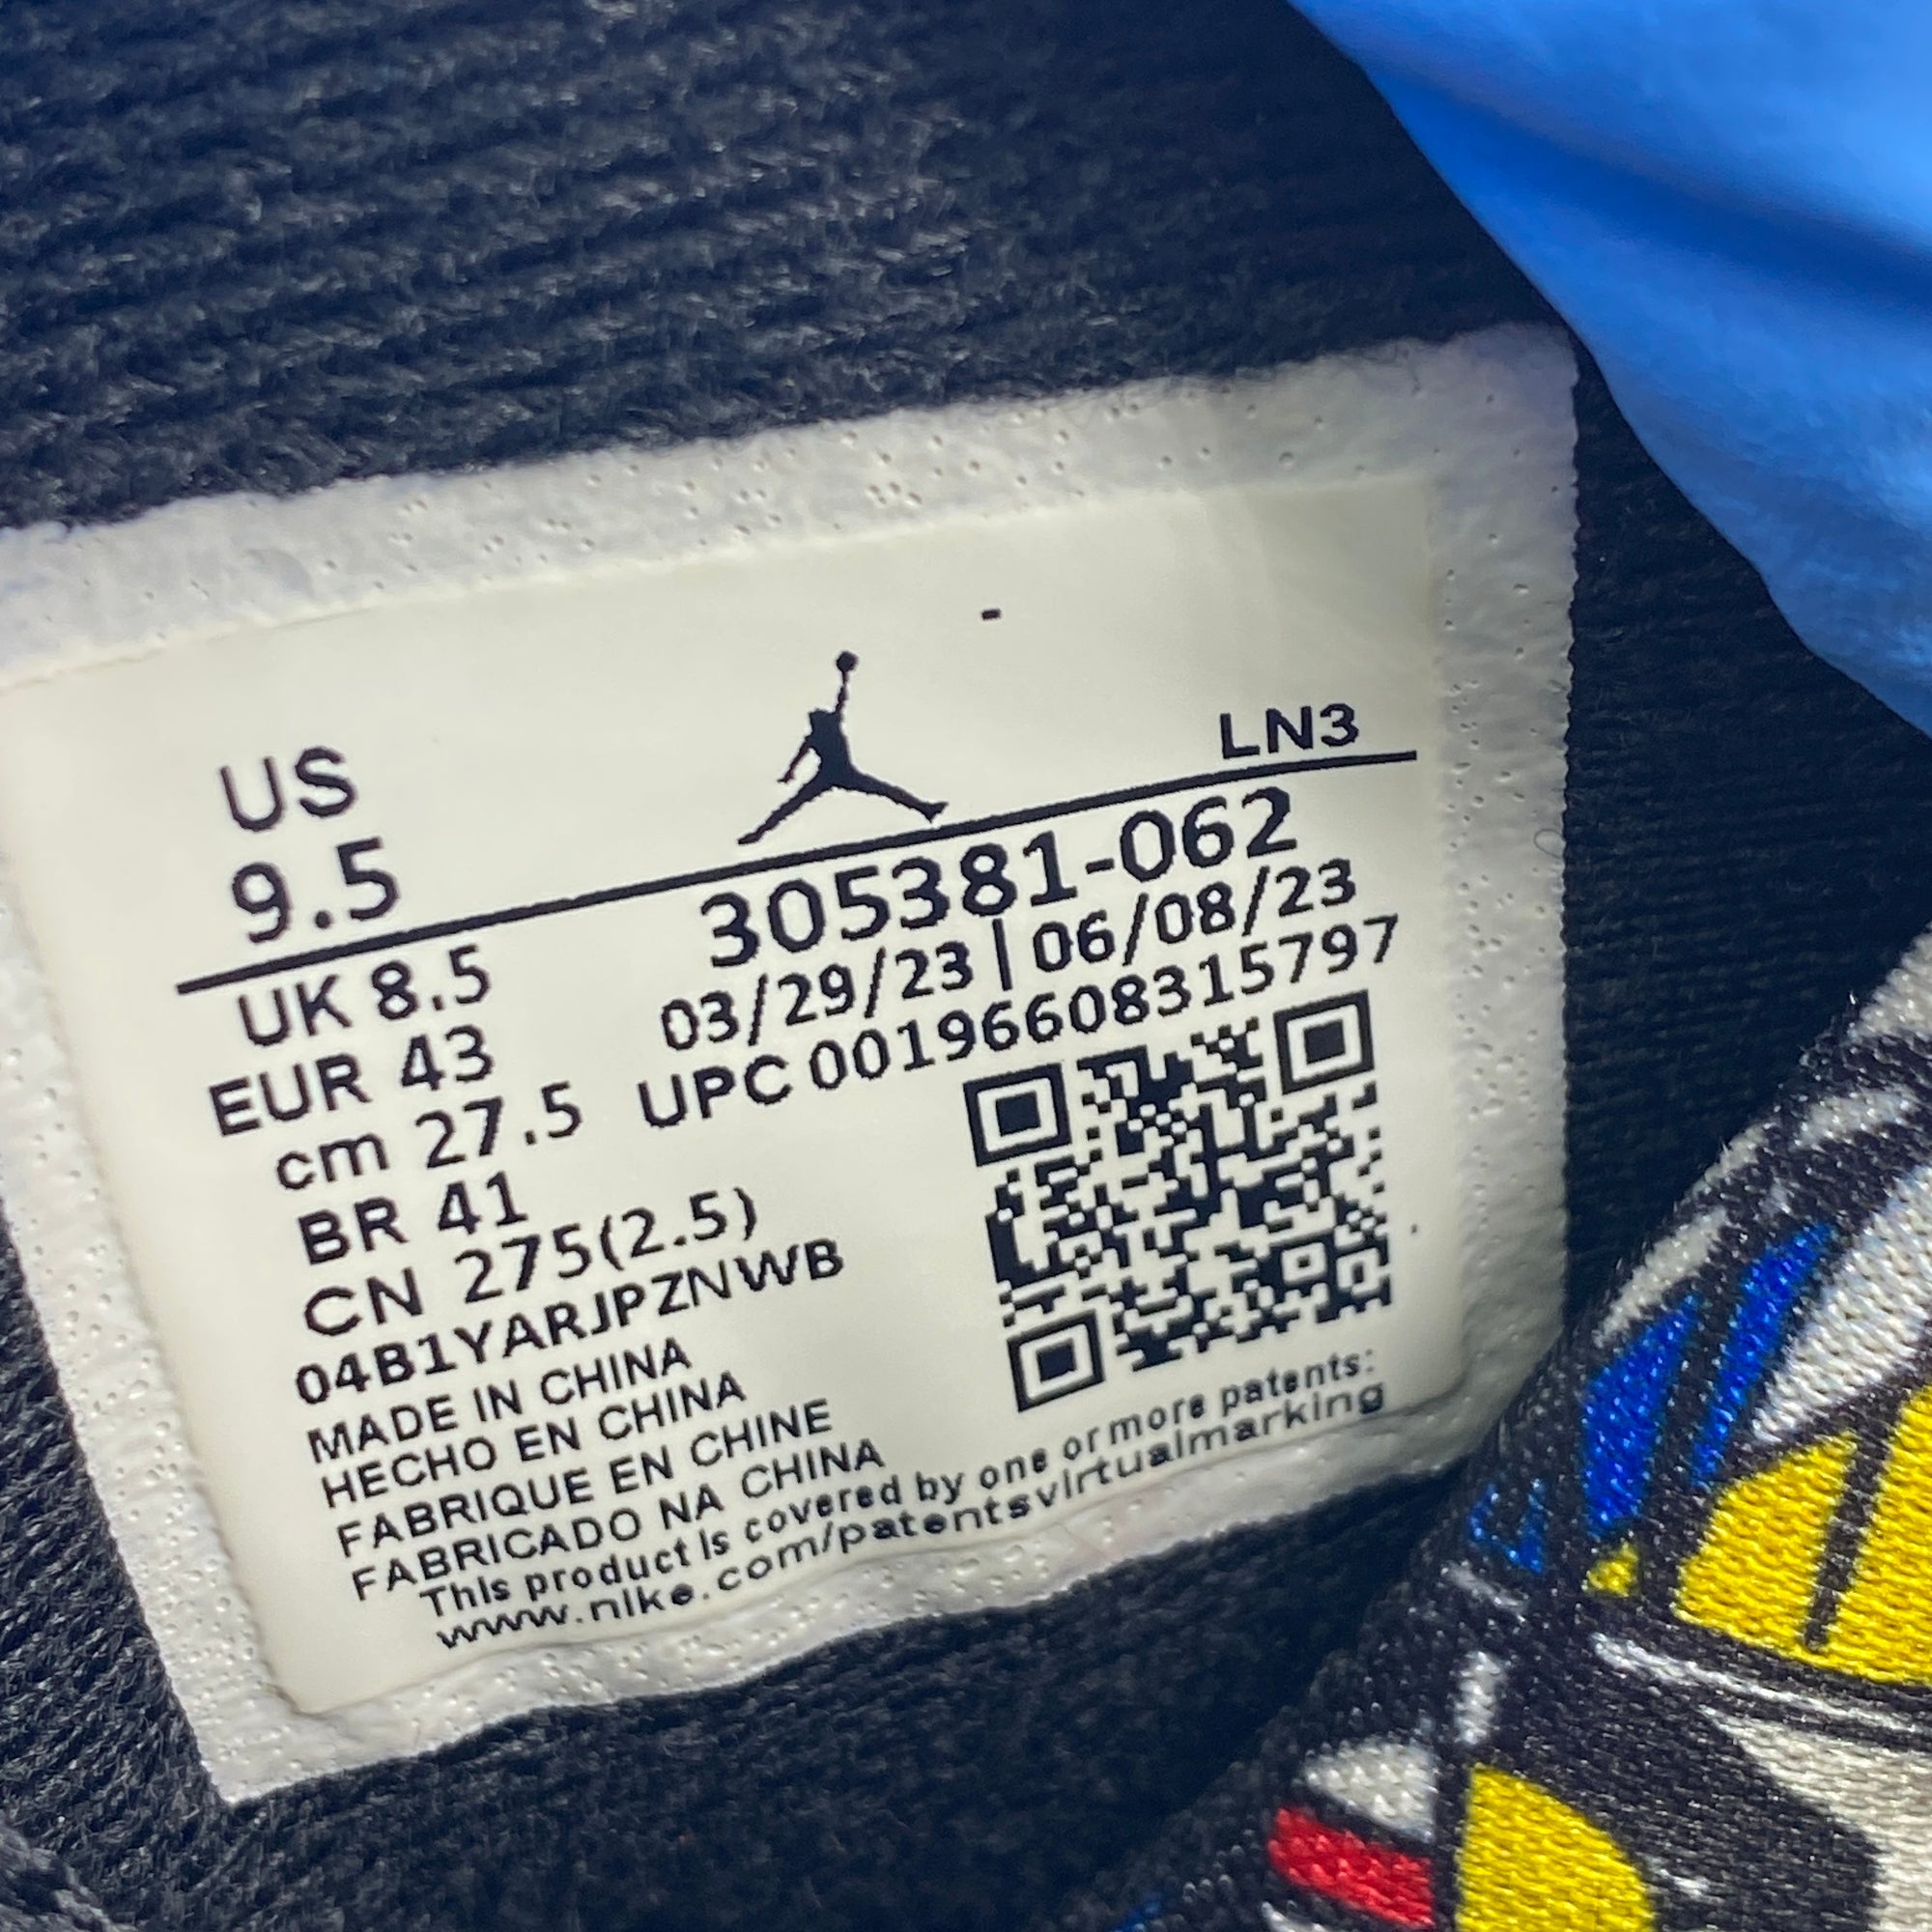 US
9.5
LN3
305381-062
03/29/23 | 06/08/23
UPC 00196608315797
UK 8.5
EUR 43
cm 27.5
BR 41
CN 275(2.5)
04B1YARJPZNWB
MADE IN CHINA
HECHO EN CHINA
FABRIQUE EN CHINE
FABRICADO NA CHINA
This product is covered by one or more patents:
www.nike.com/patentsvirtualmarking